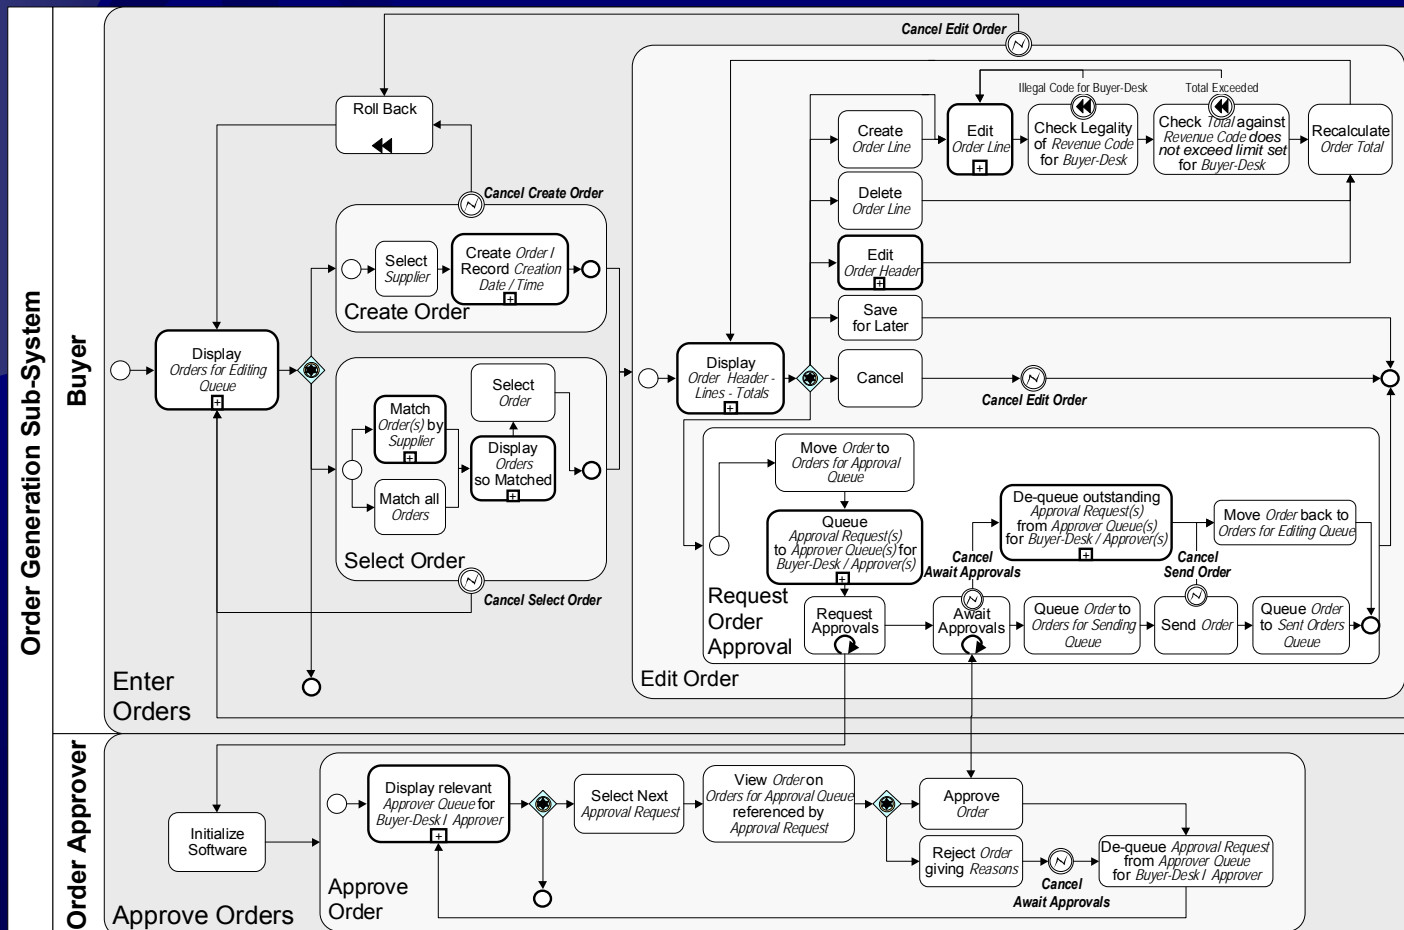 Order Generation Sub-System
Buyer
Cancel Edit Order
Roll Back
Cancel Create Order
Select
Supplier
Create Order /
Record Creation
Date / Time
Create Order
Display
Orders for Editing
Queue
Match
Order(s) by
Supplier
Match all
Orders
Select
Order
Display
Orders
so Matched
Select Order
Cancel Select Order
Enter
Orders
Illegal Code for Buyer-Desk
Total Exceeded
Create
Order Line
Edit
Order Line
Check Legality
of Revenue Code
for Buyer-Desk
Check Total against
Revenue Code does
not exceed limit set
for Buyer-Desk
Recalculate
Order Total
Delete
Order Line
Edit
Order Header
Save
for Later
Display
Order Header -
Lines - Totals
Cancel
Cancel Edit Order
Move Order to
Orders for Approval
Queue
Queue
Approval Request(s)
to Approver Queue(s) for
Buyer-Desk / Approver(s)
De-queue outstanding
Approval Request(s)
from Approver Queue(s)
for Buyer-Desk / Approver(s)
Move Order back to
Orders for Editing Queue
Cancel
Await Approvals
Cancel
Send Order
Request
Order
Approval
Request
Approvals
Await
Approvals
Queue Order to
Orders for Sending
Queue
Send Order
Queue Order
to Sent Orders
Queue
Edit Order
Order Approver
Initialize
Software
Approve Orders
Display relevant
Approver Queue for
Buyer-Desk / Approver
Select Next
Approval Request
View Order on
Orders for Approval Queue
referenced by
Approval Request
Approve
Order
Reject Order
giving Reasons
Cancel
Await Approvals
De-queue Approval Request
from Approver Queue
for Buyer-Desk / Approver
Approve
Order